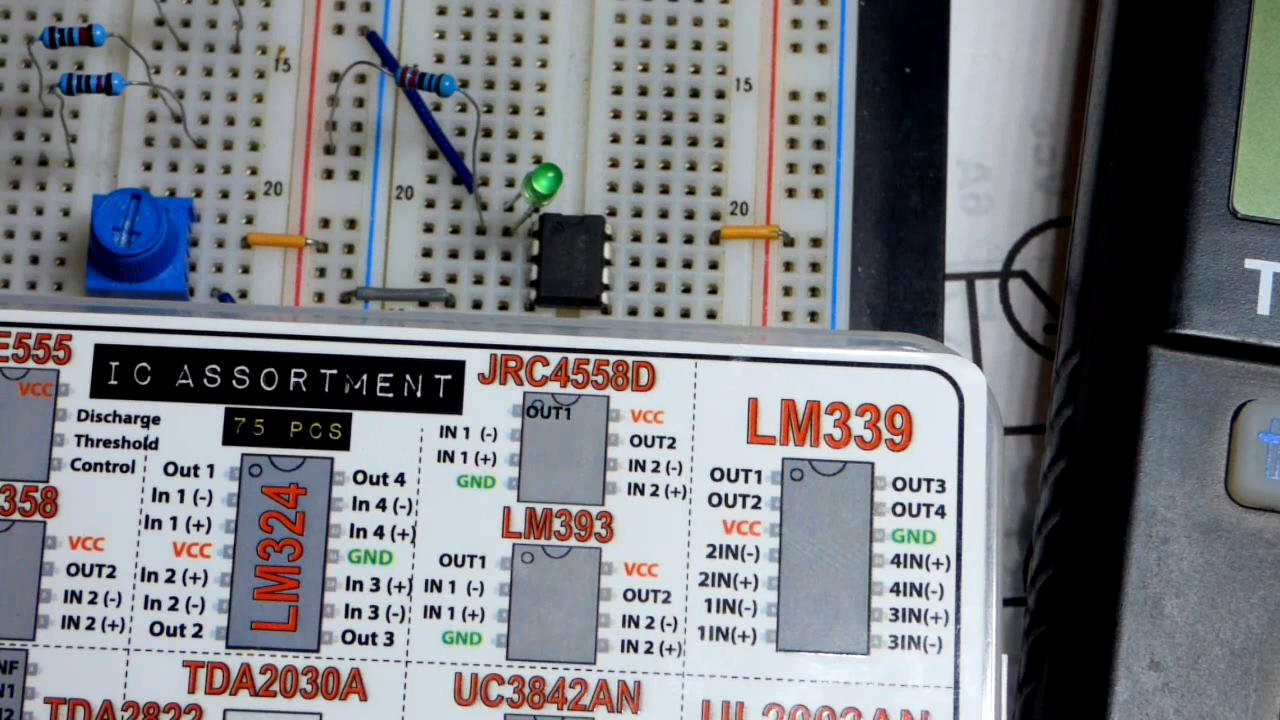 15
15
20
20
20
T
E555
VCC
Discharge
Threshold
Control
IC ASSORTMENT
75 PCS
358
VCC
OUT2
IN 2 (-)
IN 2 (+)
Out 1
In 1 (-)
In 1 (+)
VCC
In 2 (+)
In 2 (-)
Out 2
LM324
Out 4
In 4 (-)
In 4 (+)
GND
In 3 (+)
In 3 (-)
Out 3
JRC4558D
OUT1
IN 1 (-)
IN 1 (+)
GND
VCC
OUT2
IN 2 (-)
IN 2 (+)
LM393
OUT1
IN 1 (-)
IN 1 (+)
GND
VCC
OUT2
IN 2 (-)
IN 2 (+)
LM339
OUT1
OUT2
VCC
2IN(-)
2IN(+)
1IN(-)
1IN(+)
OUT3
OUT4
GND
4IN(+)
4IN(-)
3IN(+)
3IN(-)
TDA2822
TDA2030A
UC3842AN